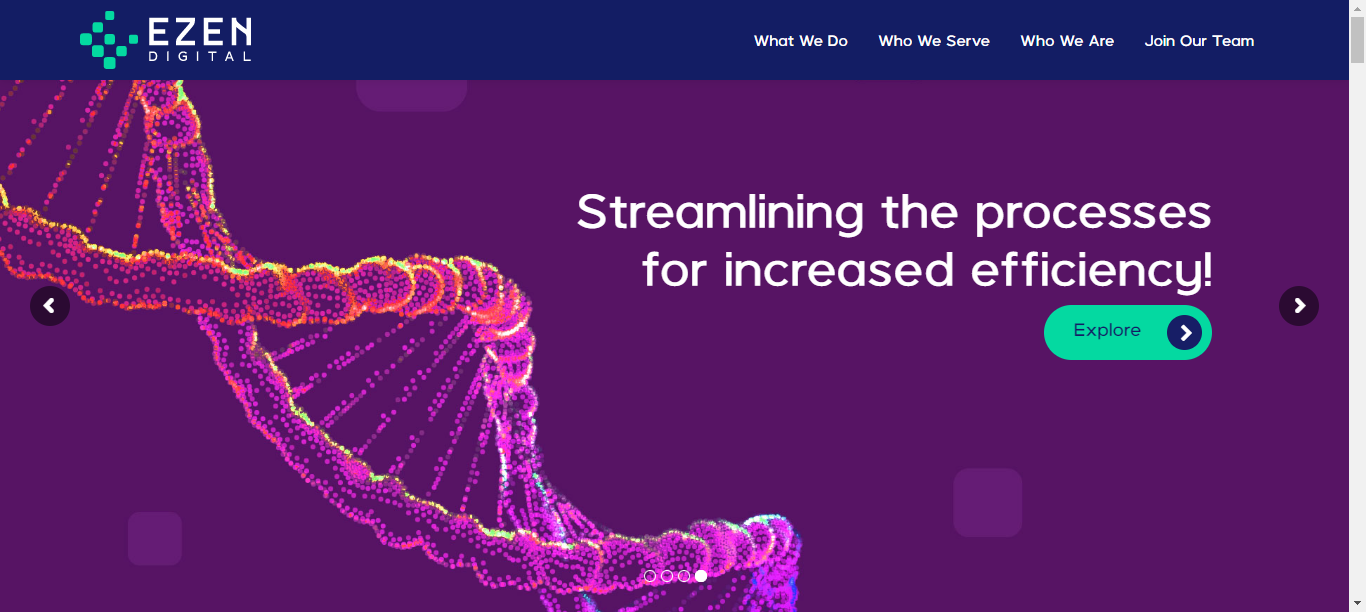 EZEN
DIGITAL
What We Do
Who We Serve
Who We Are
Join Our Team
Streamlining the processes
for increased efficiency!
Explore